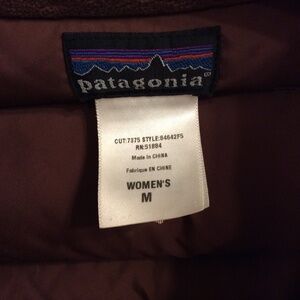 patagonia®
CUT:7375 STYLE:84642F5
RN:51884
Made in CHINA
Fabriqué EN CHINE
WOMEN'S
M